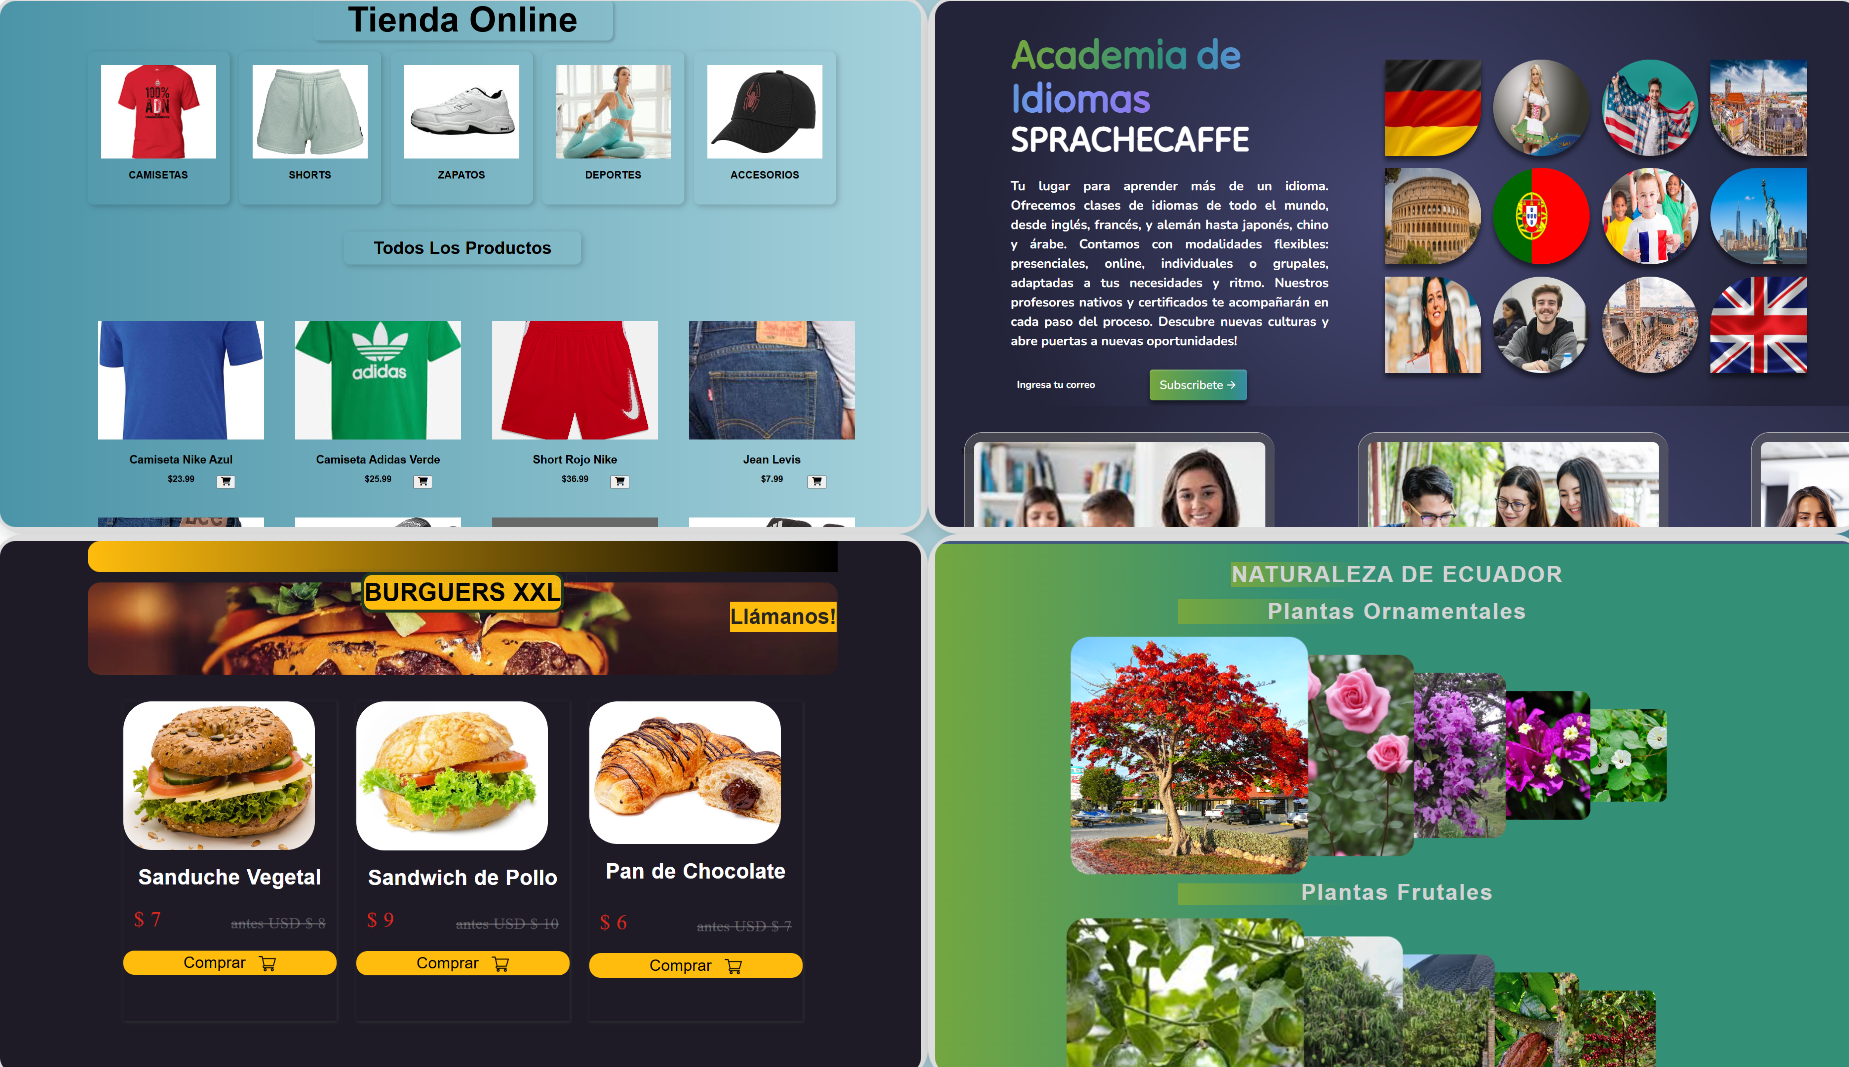 Tienda Online
100%
ADN
CAMISETAS
SHORTS
ZAPATOS
DEPORTES
ACCESORIOS
Todos Los Productos
adidas
Camiseta Nike Azul
Camiseta Adidas Verde
Short Rojo Nike
Jean Levis
$23.99
$25.99
$36.99
$7.99
Academia de
Idiomas
SPRACHECAFFE
Tu lugar para aprender más de un idioma.
Ofrecemos clases de idiomas de todo el mundo,
desde inglés, francés, y alemán hasta japonés, chino
y árabe. Contamos con modalidades flexibles:
presenciales, online, individuales o grupales,
adaptadas a tus necesidades y ritmo. Nuestros
profesores nativos y certificados te acompañarán en
cada paso del proceso. Descubre nuevas culturas y
abre puertas a nuevas oportunidades!
Ingresa tu correo
Subscribete →
BURGUERS XXL
Llámanos!
Sanduche Vegetal
Sandwich de Pollo
Pan de Chocolate
$ 7
antes USD $ 8
$ 9
antes USD $ 10
$ 6
antes USD $ 7
Comprar
Comprar
Comprar
NATURALEZA DE ECUADOR
Plantas Ornamentales
Plantas Frutales